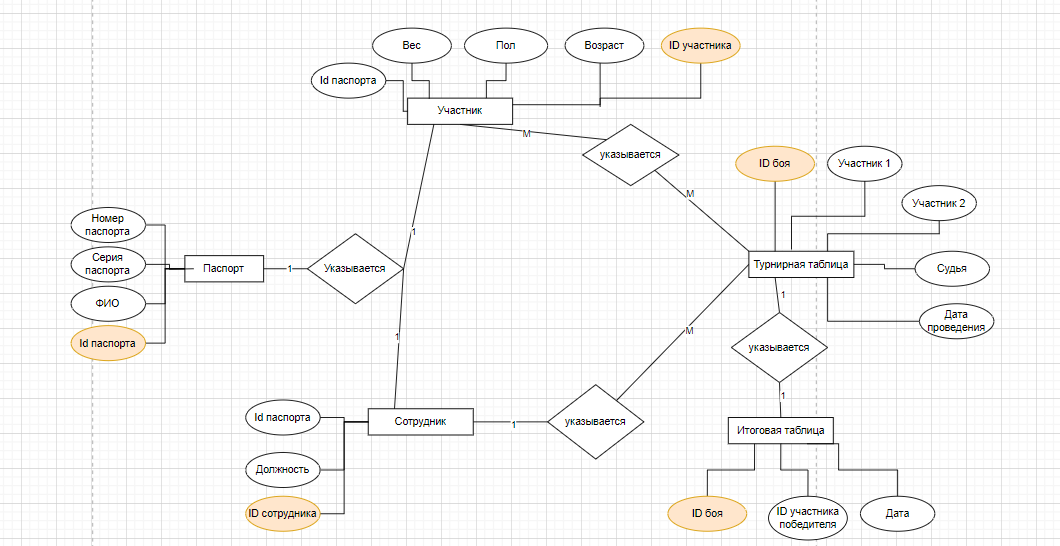 Вес
Пол
Возраст
ID участника
Id паспорта
Участник
М
указывается
М
ID боя
Участник 1
Участник 2
Номер
паспорта
Серия
паспорта
ФИО
Id паспорта
Паспорт
1
Указывается
1
1
Турнирная таблица
Судья
Дата
проведения
1
М
указывается
1
Id паспорта
Должность
ID сотрудника
Сотрудник
1
указывается
Итоговая таблица
ID боя
ID участника
победителя
Дата